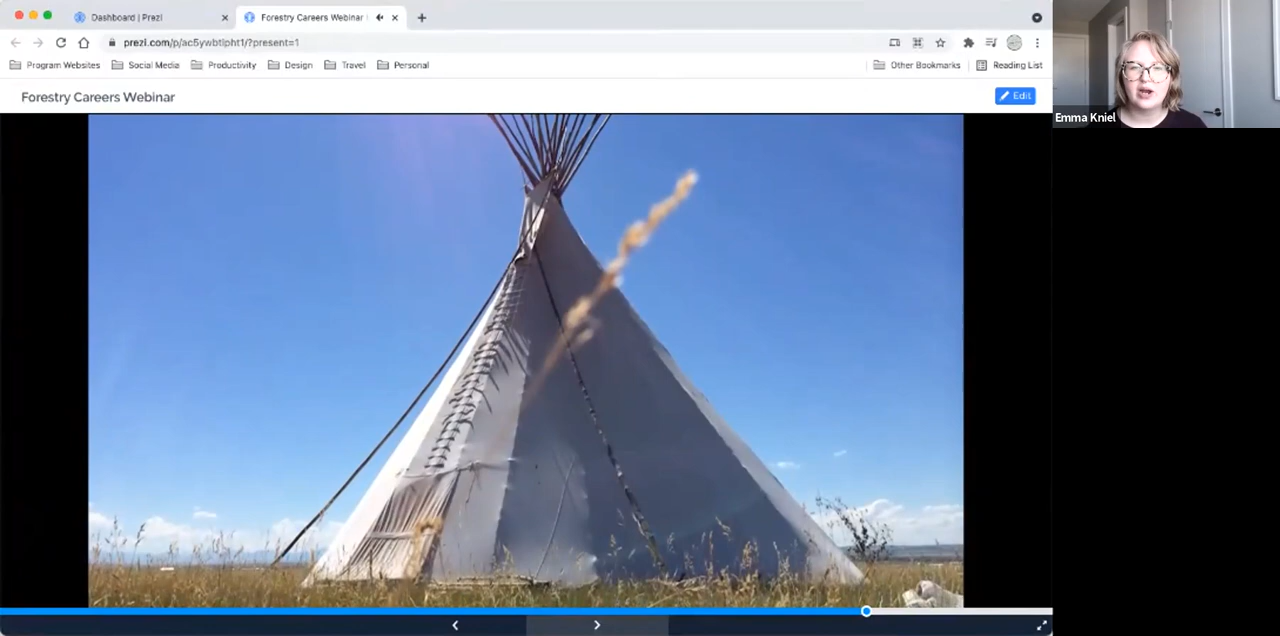 Dashboard | Prezi
Forestry Careers Webinar
prezi.com/p/ac5ywbtlpht1/?present=1
Program Websites
Social Media
Productivity
Design
Travel
Personal
Other Bookmarks
Reading List
Forestry Careers Webinar
Edit
Emma Kniel